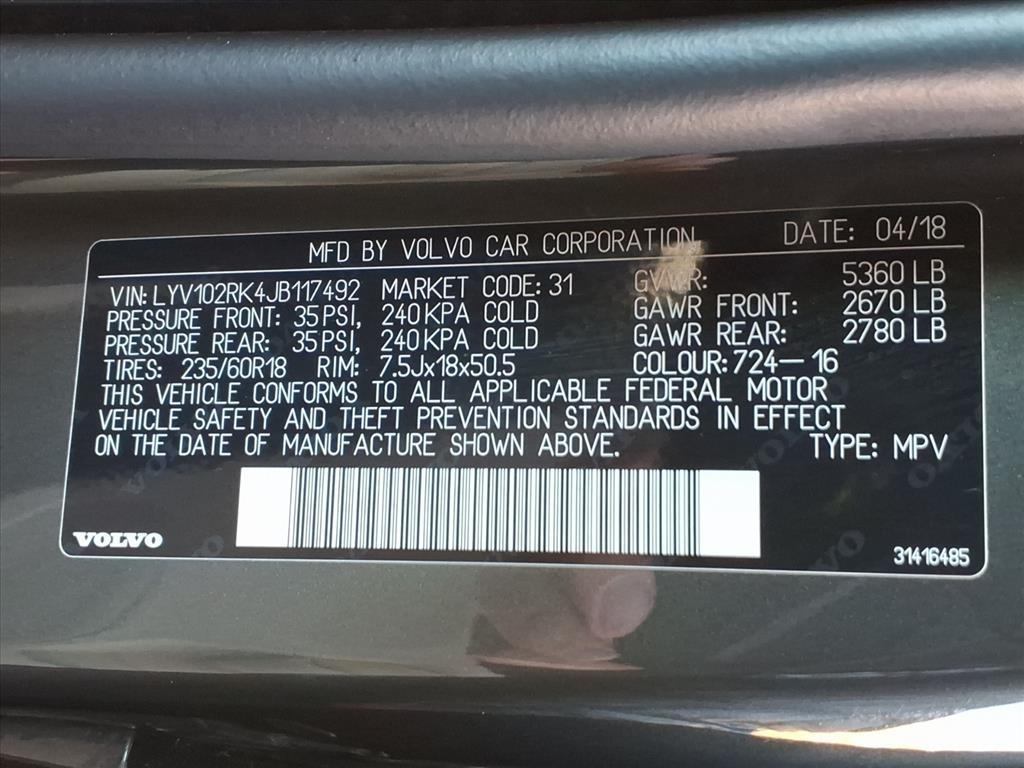 MFD BY VOLVO CAR CORPORATION DATE: 04/18
VIN: LYV102RK4JB117492 MARKET CODE: 31 GVWR: 5360 LB
PRESSURE FRONT: 35 PSI, 240 KPA COLD GAWR FRONT: 2670 LB
PRESSURE REAR: 35 PSI, 240 KPA COLD GAWR REAR: 2780 LB
TIRES: 235/60R18 RIM: 7.5Jx18x50.5 COLOUR: 724-16
THIS VEHICLE CONFORMS TO ALL APPLICABLE FEDERAL MOTOR
VEHICLE SAFETY AND THEFT PREVENTION STANDARDS IN EFFECT
ON THE DATE OF MANUFACTURE SHOWN ABOVE. TYPE: MPV
VOLVO 31416485